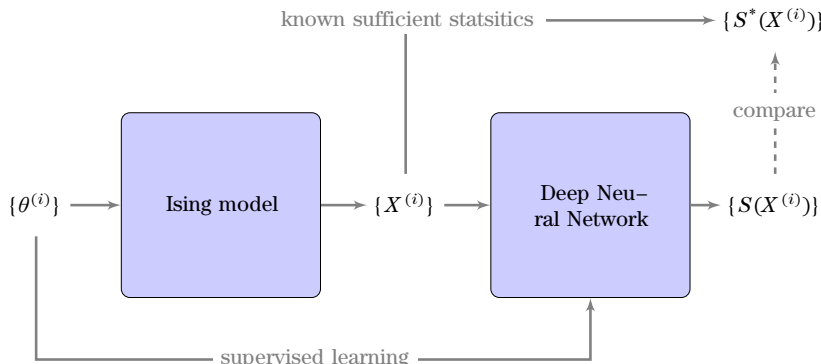 known sufficient statsitics
{S*(X^(i))}
compare
{θ^(i)}
Ising model
{X^(i)}
Deep Neu-
ral Network
{S(X^(i))}
supervised learning